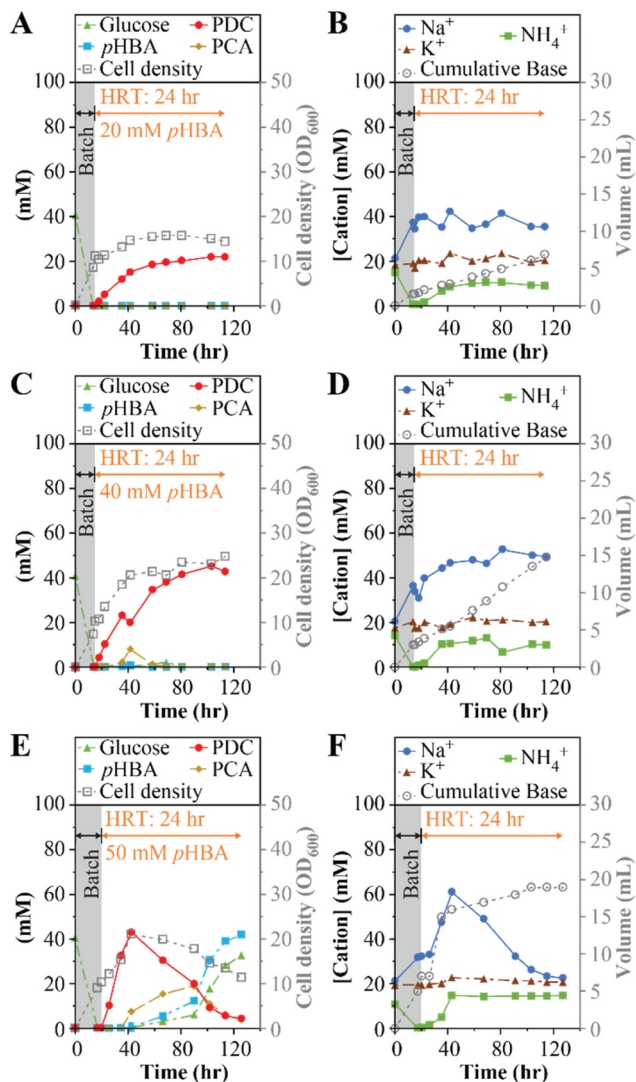 A
Glucose PDC
pHBA PCA
Cell density
HRT: 24 hr
20 mM pHBA
Batch
100
80
60
40
20
0
(mM)
50
40
30
20
10
0
Cell density (OD600)
0 40 80 120
Time (hr)
B
Na+ NH4+
K+
Cumulative Base
HRT: 24 hr
Batch
100
80
60
40
20
0
[Cation] (mM)
30
25
20
15
10
5
0
Volume (mL)
0 40 80 120
Time (hr)
C
Glucose PDC
pHBA PCA
Cell density
HRT: 24 hr
40 mM pHBA
Batch
100
80
60
40
20
0
(mM)
50
40
30
20
10
0
Cell density (OD600)
0 40 80 120
Time (hr)
D
Na+ NH4+
K+
Cumulative Base
HRT: 24 hr
Batch
100
80
60
40
20
0
[Cation] (mM)
30
25
20
15
10
5
0
Volume (mL)
0 40 80 120
Time (hr)
E
Glucose PDC
pHBA PCA
Cell density
HRT: 24 hr
50 mM pHBA
Batch
100
80
60
40
20
0
(mM)
50
40
30
20
10
0
Cell density (OD600)
0 40 80 120
Time (hr)
F
Na+ NH4+
K+
Cumulative Base
HRT: 24 hr
Batch
100
80
60
40
20
0
[Cation] (mM)
30
25
20
15
10
5
0
Volume (mL)
0 40 80 120
Time (hr)